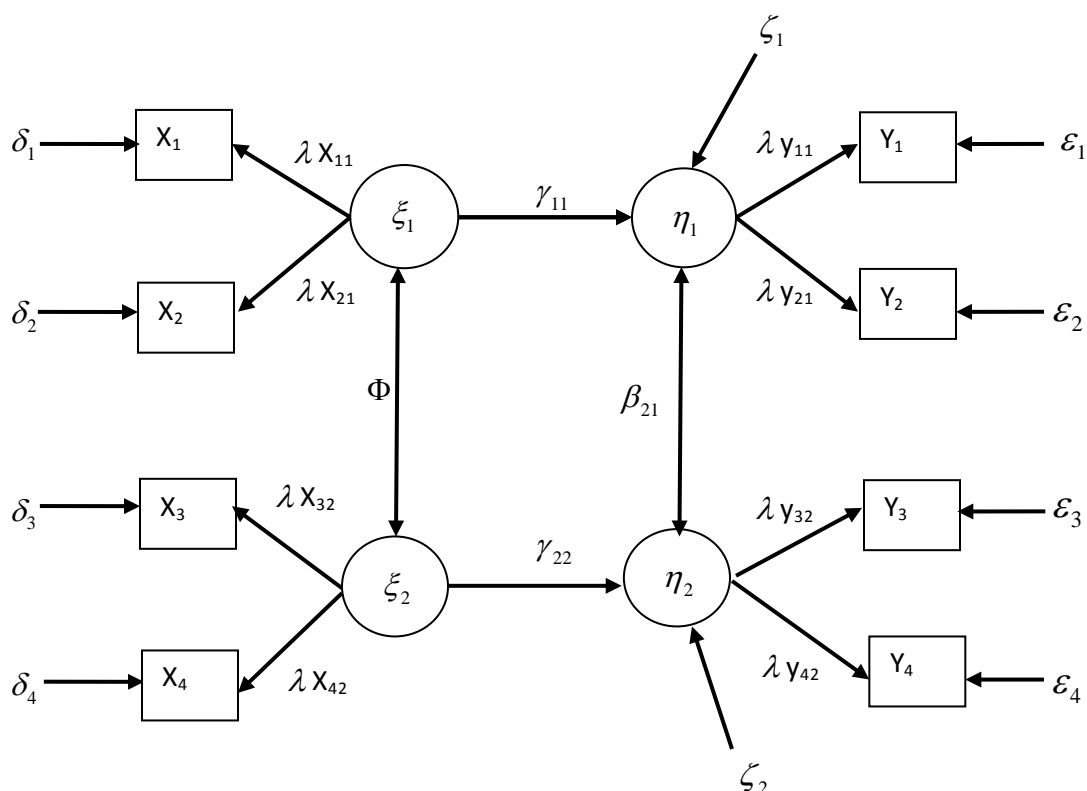 ζ₁
δ₁ X₁ λ X₁₁ λ y₁₁ Y₁ ε₁
ξ₁ γ₁₁ η₁
δ₂ X₂ λ X₂₁ λ y₂₁ Y₂ ε₂
Φ β₂₁
δ₃ X₃ λ X₃₂ λ y₃₂ Y₃ ε₃
ξ₂ γ₂₂ η₂
δ₄ X₄ λ X₄₂ λ y₄₂ Y₄ ε₄
ζ₂